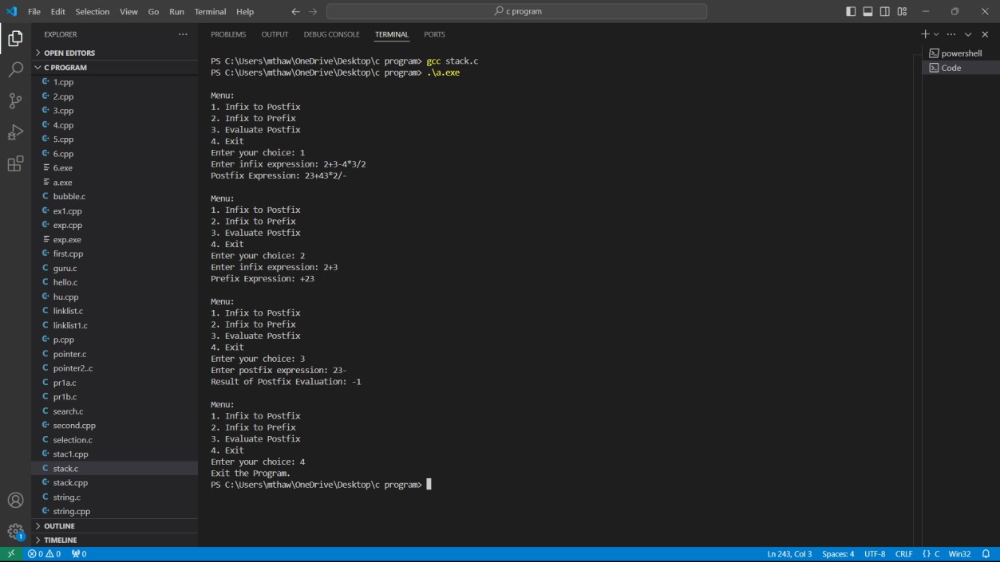 File Edit Selection View Go Run Terminal Help
c program
EXPLORER
OPEN EDITORS
C PROGRAM
1.cpp
2.cpp
3.cpp
4.cpp
5.cpp
6.cpp
6.exe
a.exe
C bubble.c
ex1.cpp
exp.cpp
exp.exe
first.cpp
C guru.c
C hello.c
hu.cpp
C linklist.c
C linklist1.c
p.cpp
C pointer.c
C pointer2..c
C pr1a.c
C pr1b.c
C search.c
second.cpp
C selection.c
stac1.cpp
C stack.c
stack.cpp
C string.c
string.cpp
OUTLINE
TIMELINE
PROBLEMS OUTPUT DEBUG CONSOLE TERMINAL PORTS
PS C:\Users\mthaw\OneDrive\Desktop\c program> gcc stack.c
PS C:\Users\mthaw\OneDrive\Desktop\c program> .\a.exe
Menu:
1. Infix to Postfix
2. Infix to Prefix
3. Evaluate Postfix
4. Exit
Enter your choice: 1
Enter infix expression: 2+3-4*3/2
Postfix Expression: 23+43*2/-
Menu:
1. Infix to Postfix
2. Infix to Prefix
3. Evaluate Postfix
4. Exit
Enter your choice: 2
Enter infix expression: 2+3
Prefix Expression: +23
Menu:
1. Infix to Postfix
2. Infix to Prefix
3. Evaluate Postfix
4. Exit
Enter your choice: 3
Enter postfix expression: 23-
Result of Postfix Evaluation: -1
Menu:
1. Infix to Postfix
2. Infix to Prefix
3. Evaluate Postfix
4. Exit
Enter your choice: 4
Exit the Program.
PS C:\Users\mthaw\OneDrive\Desktop\c program>
powershell
Code
1
0 0 0
Ln 243, Col 3 Spaces: 4 UTF-8 CRLF {} C Win32